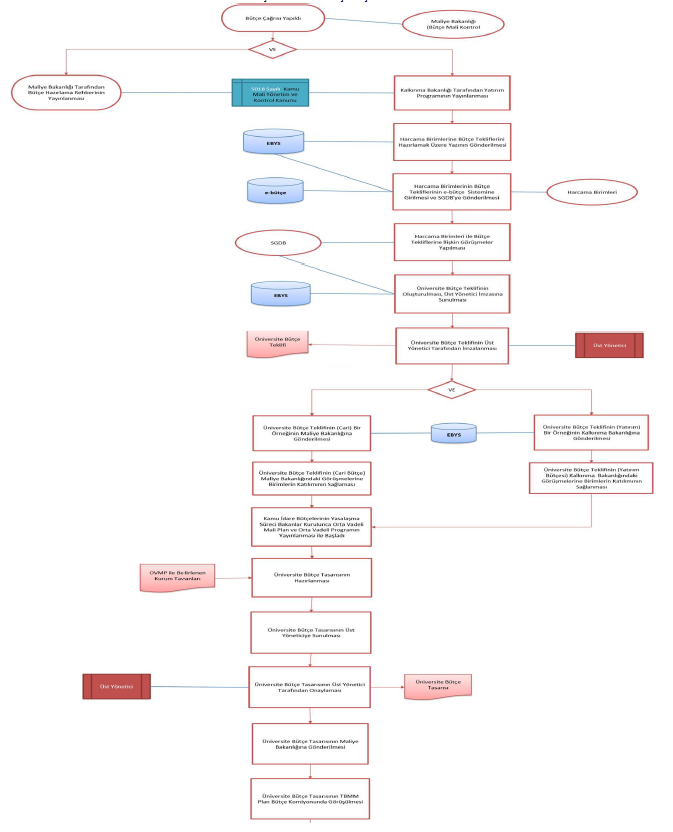 Bütçe Çağrısı Yapıldı
Maliye Bakanlığı
(Bütçe Mali Kontrol
VE
Maliye Bakanlığı Tarafından
Bütçe Hazırlama Rehberinin
Yayınlanması
5018 Sayılı Kamu
Mali Yönetim ve
Kontrol Kanunu
Kalkınma Bakanlığı Tarafından Yatırım
Programının Yayınlanması
EBYS
Harcama Birimlerine Bütçe Tekliflerini
Hazırlamak Üzere Yazının Gönderilmesi
e-bütçe
Harcama Birimlerinin Bütçe
Tekliflerinin e-bütçe Sistemine
Girilmesi ve SGDB'ye Gönderilmesi
Harcama Birimleri
SGDB
Harcama Birimleri ile Bütçe
Tekliflerine İlişkin Görüşmeler
Yapılması
EBYS
Üniversite Bütçe Teklifinin
Oluşturulması, Üst Yönetici İmzasına
Sunulması
Üniversite Bütçe
Teklifi
Üniversite Bütçe Teklifinin Üst
Yönetici Tarafından İmzalanması
Üst Yönetici
VE
Üniversite Bütçe Teklifinin (Cari) Bir
Örneğinin Maliye Bakanlığına
Gönderilmesi
EBYS
Üniversite Bütçe Teklifinin (Yatırım)
Bir Örneğinin Kalkınma Bakanlığına
Gönderilmesi
Üniversite Bütçe Teklifinin (Cari Bütçe)
Maliye Bakanlığındaki Görüşmelerine
Birimlerin Katılımının Sağlaması
Üniversite Bütçe Teklifinin (Yatırım
Bütçesi) Kalkınma Bakanlığındaki
Görüşmelerine Birimlerin Katılımının
Sağlanması
Kamu İdare Bütçelerinin Yasalaşma
Süreci Bakanlar Kurulunca Orta Vadeli
Mali Plan ve Orta Vadeli Programın
Yayınlanması ile Başladı
OVMP ile Belirlenen
Kurum Tavanları
Üniversite Bütçe Tasarısının
Hazırlanması
Üniversite Bütçe Tasarısının Üst
Yöneticiye Sunulması
Üst Yönetici
Üniversite Bütçe Tasarısının Üst Yönetici
Tarafından Onaylaması
Üniversite Bütçe
Tasarısı
Üniversite Bütçe Tasarısının Maliye
Bakanlığına Gönderilmesi
Üniversite Bütçe Tasarısının TBMM
Plan Bütçe Komiyonunda Görüşülmesi